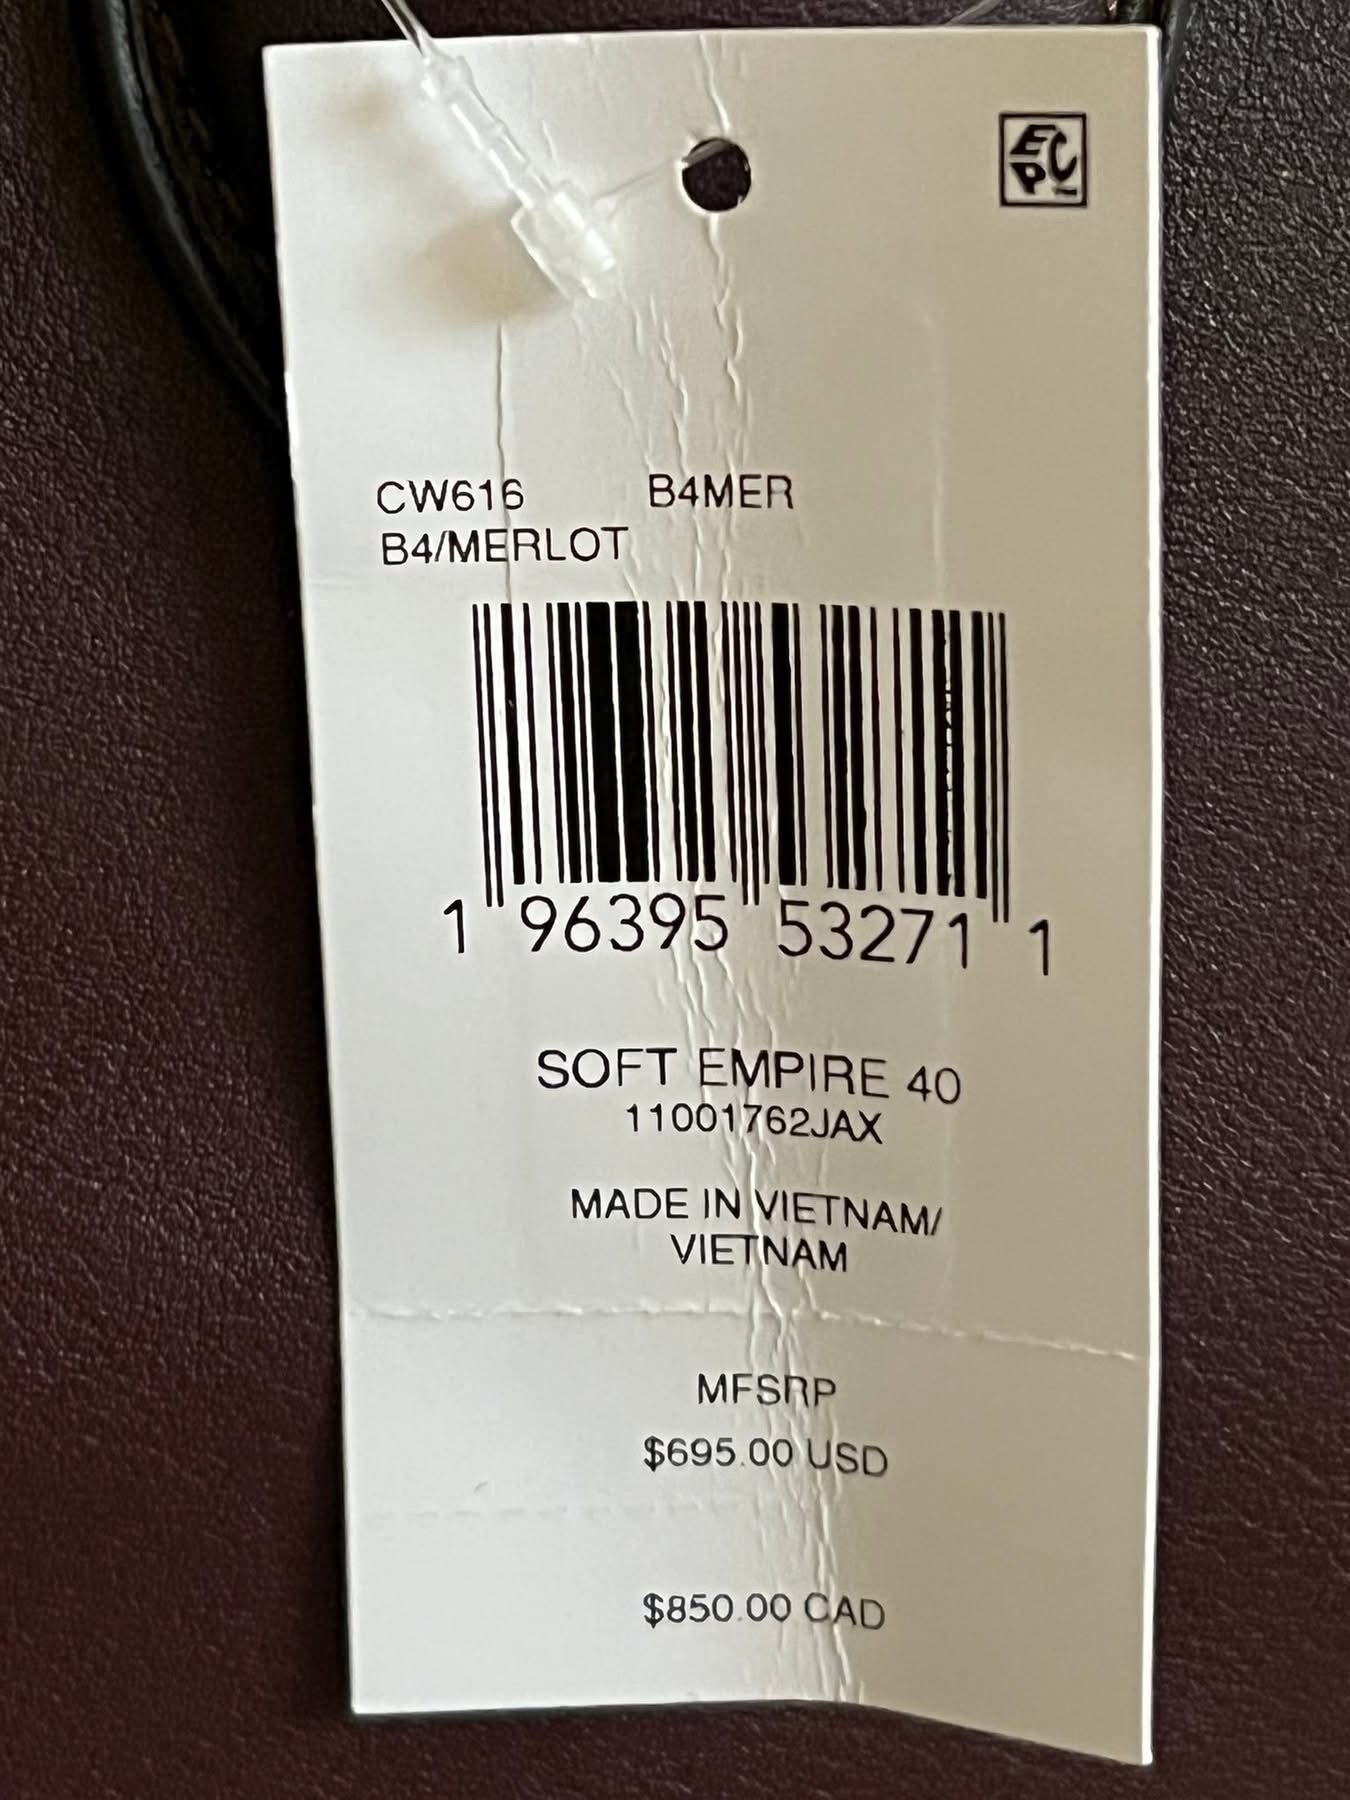 EPC
CW616 B4MER
B4/MERLOT
1 96395 53271 1
SOFT EMPIRE 40
11001762JAX
MADE IN VIETNAM/
VIETNAM
MFSRP
$695.00 USD
$850.00 CAD